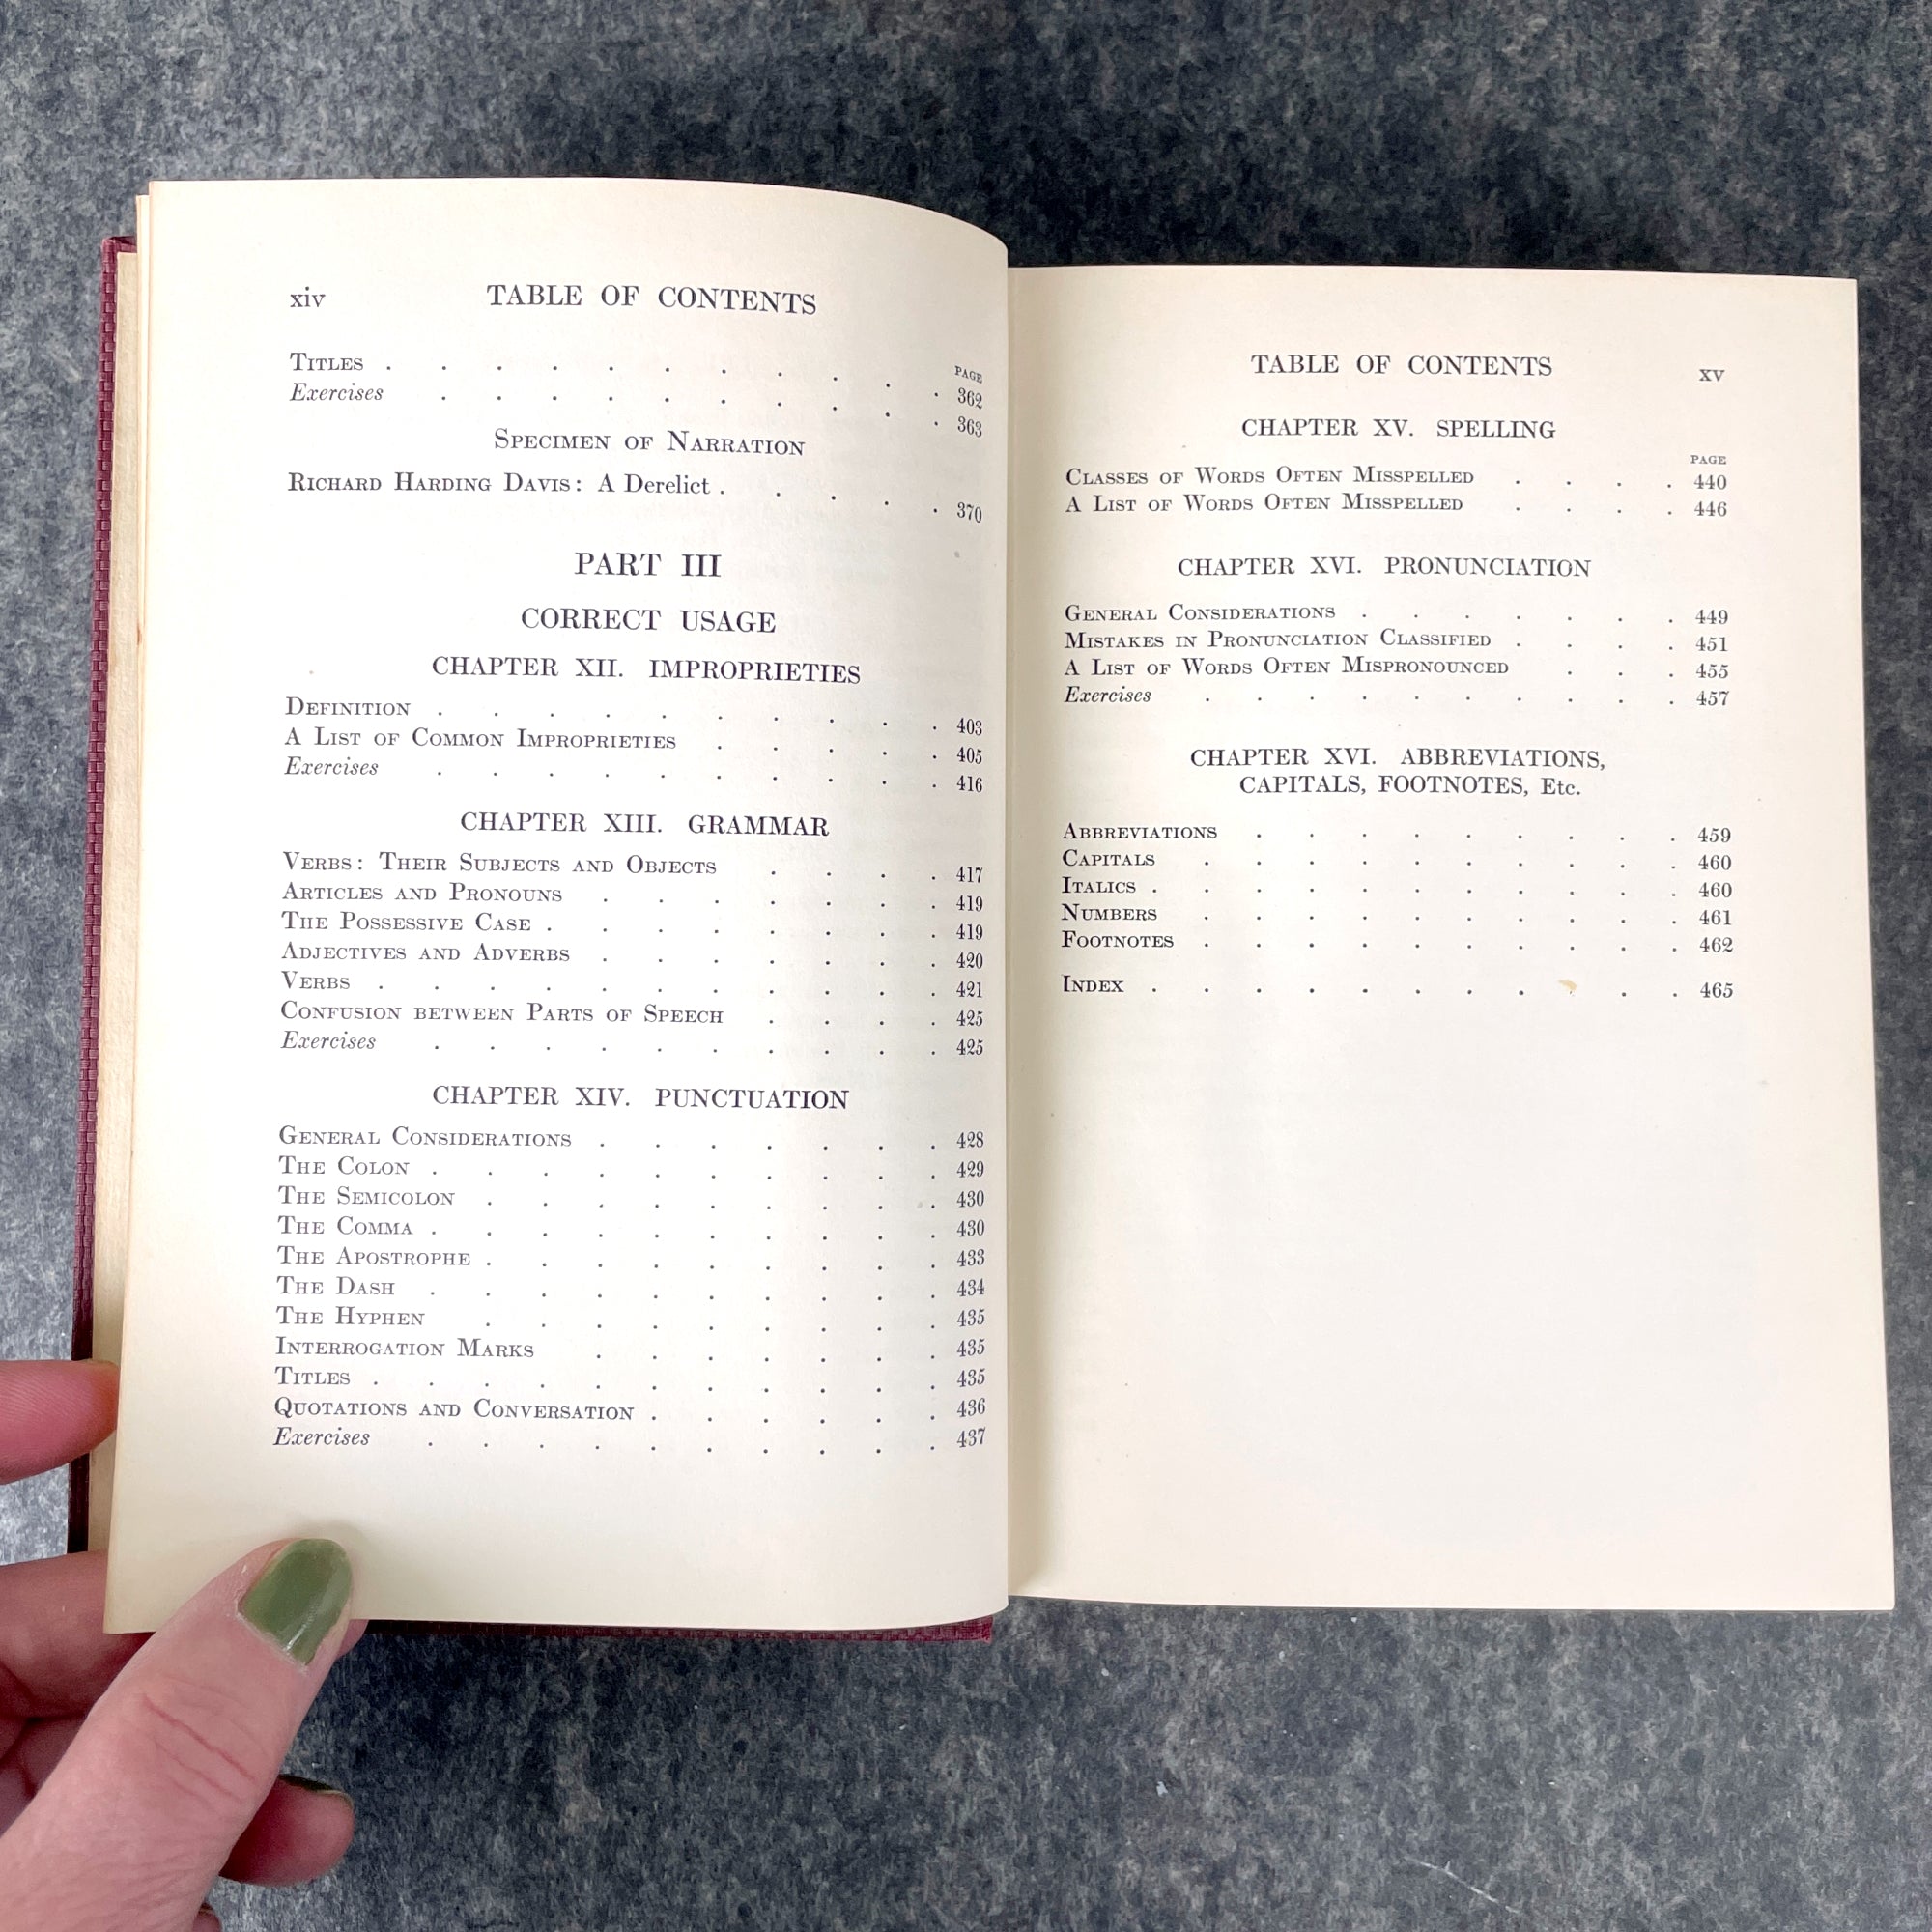 xiv TABLE OF CONTENTS
PAGE
Titles . . . . . . . . . . . 362
Exercises . . . . . . . . . . 363
Specimen of Narration
Richard Harding Davis: A Derelict . . . . . 370
PART III
CORRECT USAGE
CHAPTER XII. IMPROPRIETIES
Definition . . . . . . . . . . 403
A List of Common Improprieties . . . . . 405
Exercises . . . . . . . . . . 416
CHAPTER XIII. GRAMMAR
Verbs: Their Subjects and Objects . . . . 417
Articles and Pronouns . . . . . . . 419
The Possessive Case . . . . . . . . 419
Adjectives and Adverbs . . . . . . . 420
Verbs . . . . . . . . . . . 421
Confusion between Parts of Speech . . . . 425
Exercises . . . . . . . . . . 425
CHAPTER XIV. PUNCTUATION
General Considerations . . . . . . . 428
The Colon . . . . . . . . . . 429
The Semicolon . . . . . . . . . 430
The Comma . . . . . . . . . . 430
The Apostrophe . . . . . . . . . 433
The Dash . . . . . . . . . . 434
The Hyphen . . . . . . . . . 435
Interrogation Marks . . . . . . . 435
Titles . . . . . . . . . . . 435
Quotations and Conversation . . . . . . 436
Exercises . . . . . . . . . . 437
TABLE OF CONTENTS xv
CHAPTER XV. SPELLING
PAGE
Classes of Words Often Misspelled . . . . 440
A List of Words Often Misspelled . . . . 446
CHAPTER XVI. PRONUNCIATION
General Considerations . . . . . . . 449
Mistakes in Pronunciation Classified . . . . 451
A List of Words Often Mispronounced . . . 455
Exercises . . . . . . . . . . 457
CHAPTER XVI. ABBREVIATIONS,
CAPITALS, FOOTNOTES, Etc.
Abbreviations . . . . . . . . . 459
Capitals . . . . . . . . . . 460
Italics . . . . . . . . . . . 460
Numbers . . . . . . . . . . 461
Footnotes . . . . . . . . . . 462
Index . . . . . . . . . . 465